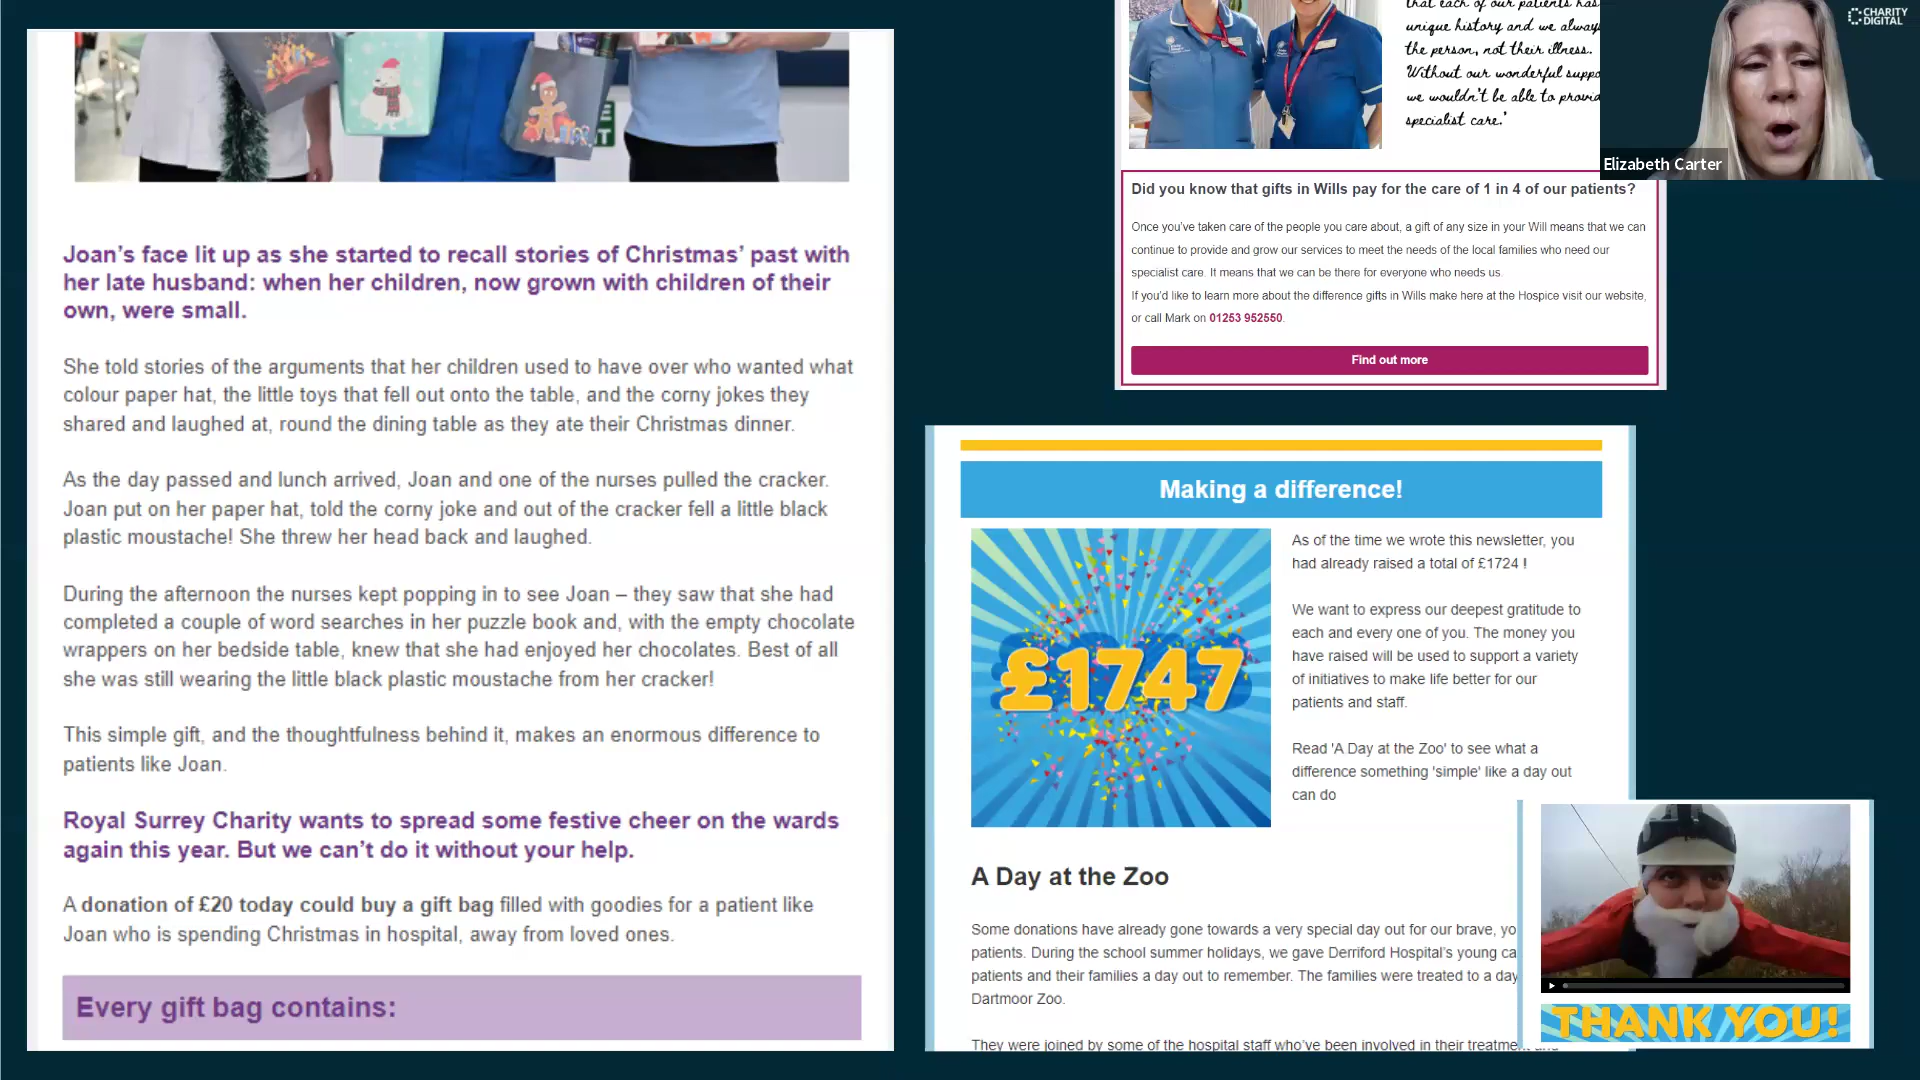 Joan’s face lit up as she started to recall stories of Christmas’ past with
her late husband: when her children, now grown with children of their
own, were small.
She told stories of the arguments that her children used to have over who wanted what
colour paper hat, the little toys that fell out onto the table, and the corny jokes they
shared and laughed at, round the dining table as they ate their Christmas dinner.
As the day passed and lunch arrived, Joan and one of the nurses pulled the cracker.
Joan put on her paper hat, told the corny joke and out of the cracker fell a little black
plastic moustache! She threw her head back and laughed.
During the afternoon the nurses kept popping in to see Joan – they saw that she had
completed a couple of word searches in her puzzle book and, with the empty chocolate
wrappers on her bedside table, knew that she had enjoyed her chocolates. Best of all
she was still wearing the little black plastic moustache from her cracker!
This simple gift, and the thoughtfulness behind it, makes an enormous difference to
patients like Joan.
Royal Surrey Charity wants to spread some festive cheer on the wards
again this year. But we can’t do it without your help.
A donation of £20 today could buy a gift bag filled with goodies for a patient like
Joan who is spending Christmas in hospital, away from loved ones.
Every gift bag contains:
that each of our patients has
unique history and we always
the person, not their illness.
Without our wonderful
we wouldn’t be able to
specialist care.’
Did you know that gifts in Wills pay for the care of 1 in 4 of our patients?
Once you’ve taken care of the people you care about, a gift of any size in your Will means that we can
continue to provide and grow our services to meet the needs of the local families who need our
specialist care. It means that we can be there for everyone who needs us.
If you’d like to learn more about the difference gifts in Wills make here at the Hospice visit our website,
or call Mark on 01253 952550.
Find out more
CHARITY
DIGITAL
Elizabeth Carter
Making a difference!
£1747
As of the time we wrote this newsletter, you
had already raised a total of £1724 !
We want to express our deepest gratitude to
each and every one of you. The money you
have raised will be used to support a variety
of initiatives to make life better for our
patients and staff.
Read 'A Day at the Zoo' to see what a
difference something 'simple' like a day out
can do
A Day at the Zoo
Some donations have already gone towards a very special day out for our brave, yo
patients. During the school summer holidays, we gave Derriford Hospital's young ca
patients and their families a day out to remember. The families were treated to a day
Dartmoor Zoo.
They were joined by some of the hospital staff who've been involved in their
THANK YOU!